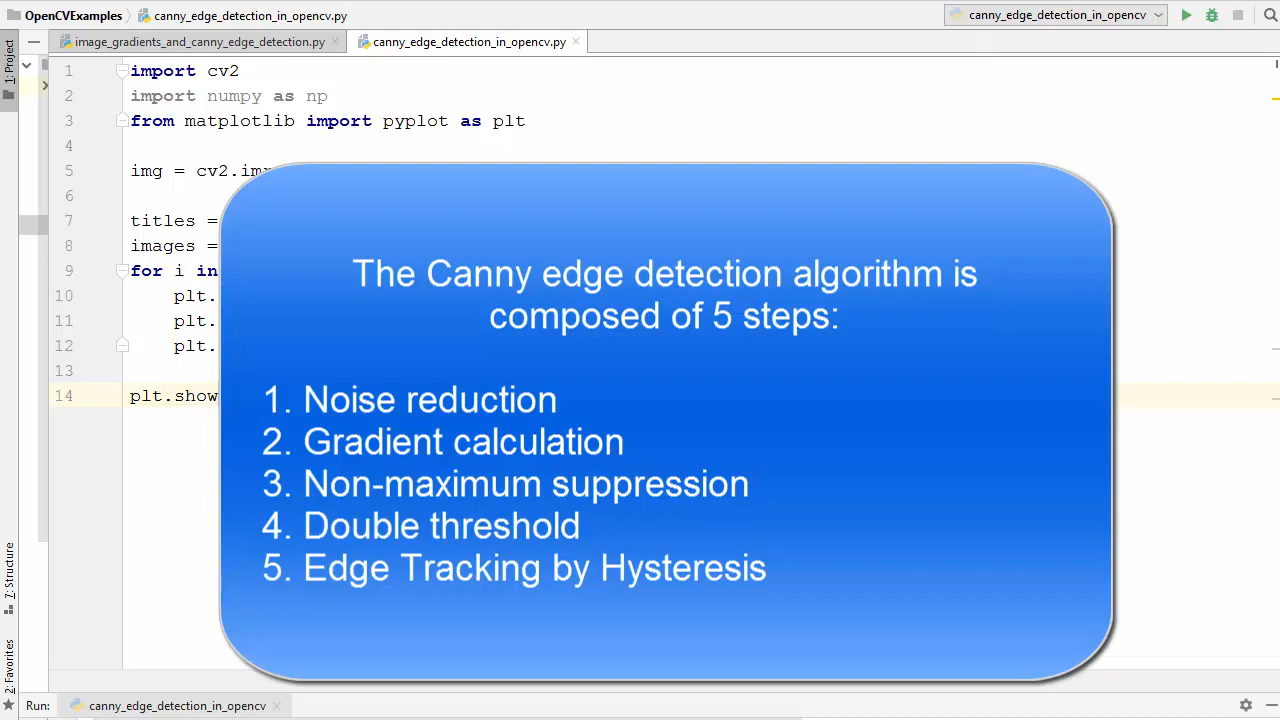 OpenCVExamples canny_edge_detection_in_opencv.py canny_edge_detection_in_opencv
image_gradients_and_canny_edge_detection.py canny_edge_detection_in_opencv.py
1: Project
1 import cv2
2 import numpy as np
3 from matplotlib import pyplot as plt
4
5 img = cv2.im
6
7 titles =
8 images =
9 for i in
10 plt.
11 plt.
12 plt.
13
14 plt.show
The Canny edge detection algorithm is
composed of 5 steps:
1. Noise reduction
2. Gradient calculation
3. Non-maximum suppression
4. Double threshold
5. Edge Tracking by Hysteresis
7: Structure
2: Favorites
Run: canny_edge_detection_in_opencv